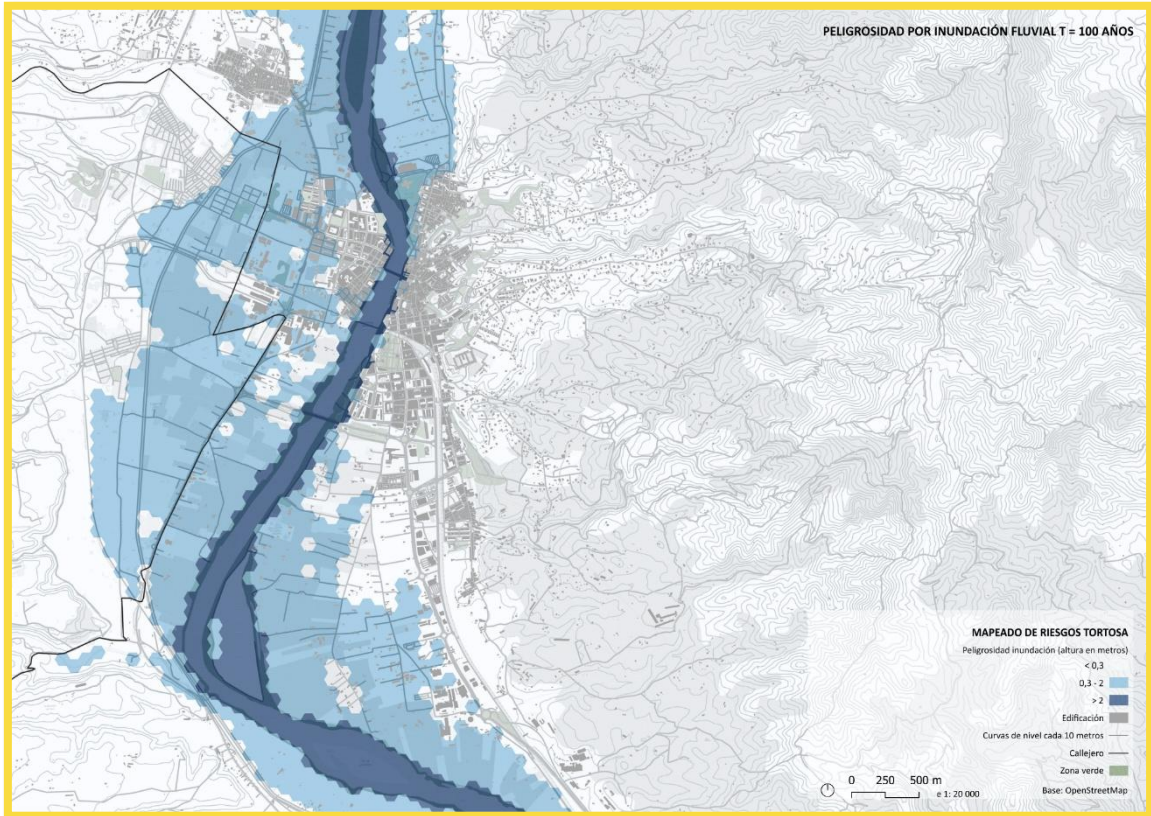 PELIGROSIDAD POR INUNDACIÓN FLUVIAL T = 100 AÑOS
MAPEADO DE RIESGOS TORTOSA
Peligrosidad inundación (altura en metros)
< 0,3
0,3 - 2
> 2
Edificación
Curvas de nivel cada 10 metros
Callejero
Zona verde
0 250 500 m
e 1: 20 000
Base: OpenStreetMap